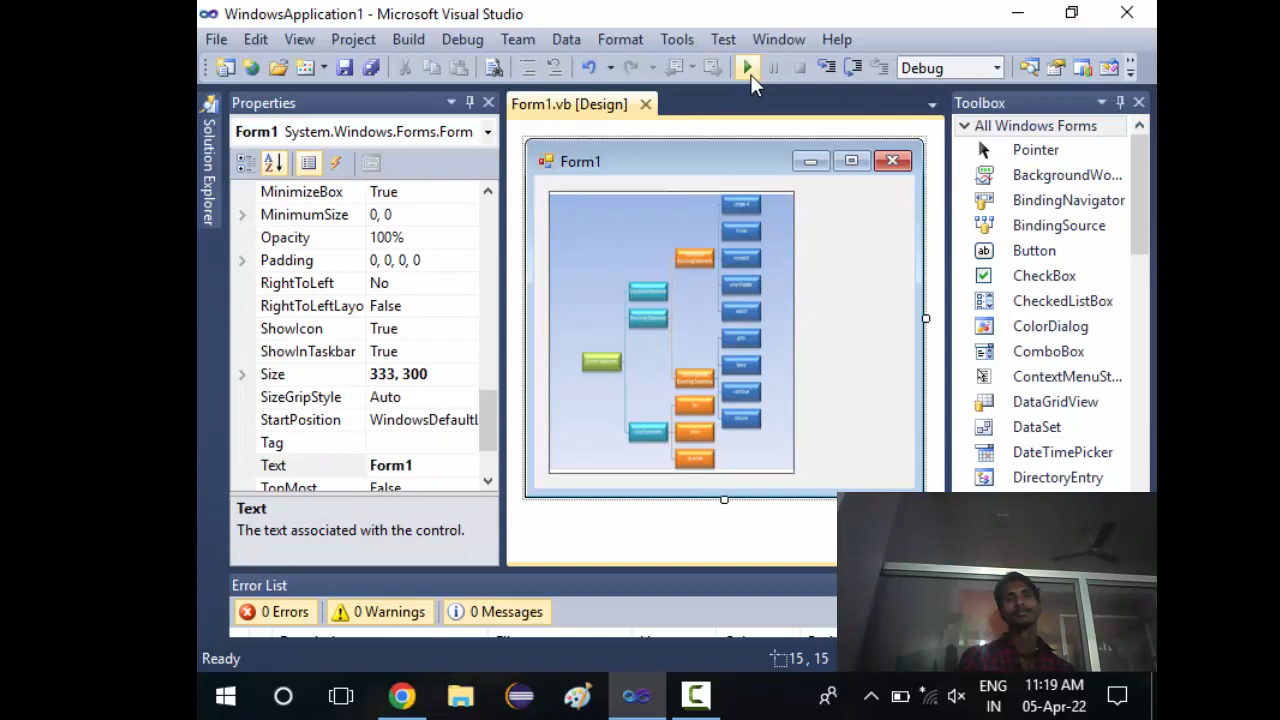 WindowsApplication1 - Microsoft Visual Studio
File Edit View Project Build Debug Team Data Format Tools Test Window Help
Debug
Solution Explorer
Properties
Form1 System.Windows.Forms.Form
MinimizeBox True
MinimumSize 0, 0
Opacity 100%
Padding 0, 0, 0, 0
RightToLeft No
RightToLeftLayo False
ShowIcon True
ShowInTaskbar True
Size 333, 300
SizeGripStyle Auto
StartPosition WindowsDefaultL
Tag
Text Form1
TopMost False
Text
The text associated with the control.
Form1.vb [Design]
Form1
Toolbox
All Windows Forms
Pointer
BackgroundWo...
BindingNavigator
BindingSource
ab Button
CheckBox
CheckedListBox
ColorDialog
ComboBox
ContextMenuSt...
DataGridView
DataSet
DateTimePicker
DirectoryEntry
Error List
0 Errors 0 Warnings 0 Messages
Ready
15, 15
ENG
IN
11:19 AM
05-Apr-22